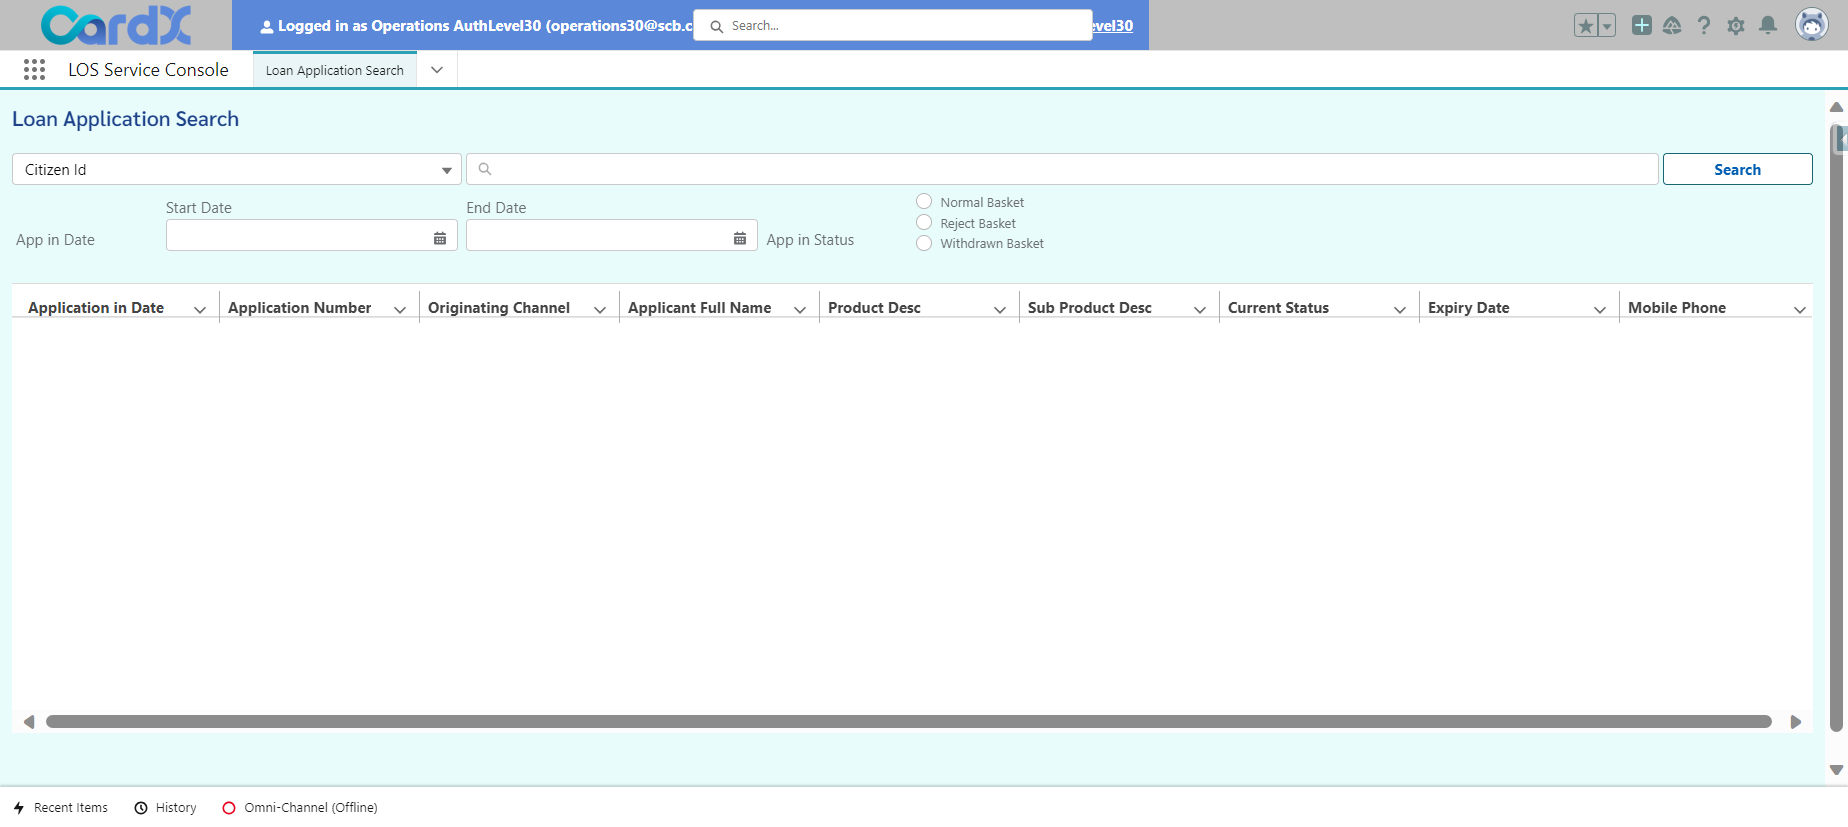 CardX
Logged in as Operations AuthLevel30 (operations30@scb.c
Search...
evel30
LOS Service Console
Loan Application Search
Loan Application Search
Citizen Id
Search
Start Date
End Date
Normal Basket
Reject Basket
App in Date
App in Status
Withdrawn Basket
Application in Date
Application Number
Originating Channel
Applicant Full Name
Product Desc
Sub Product Desc
Current Status
Expiry Date
Mobile Phone
Recent Items
History
Omni-Channel (Offline)